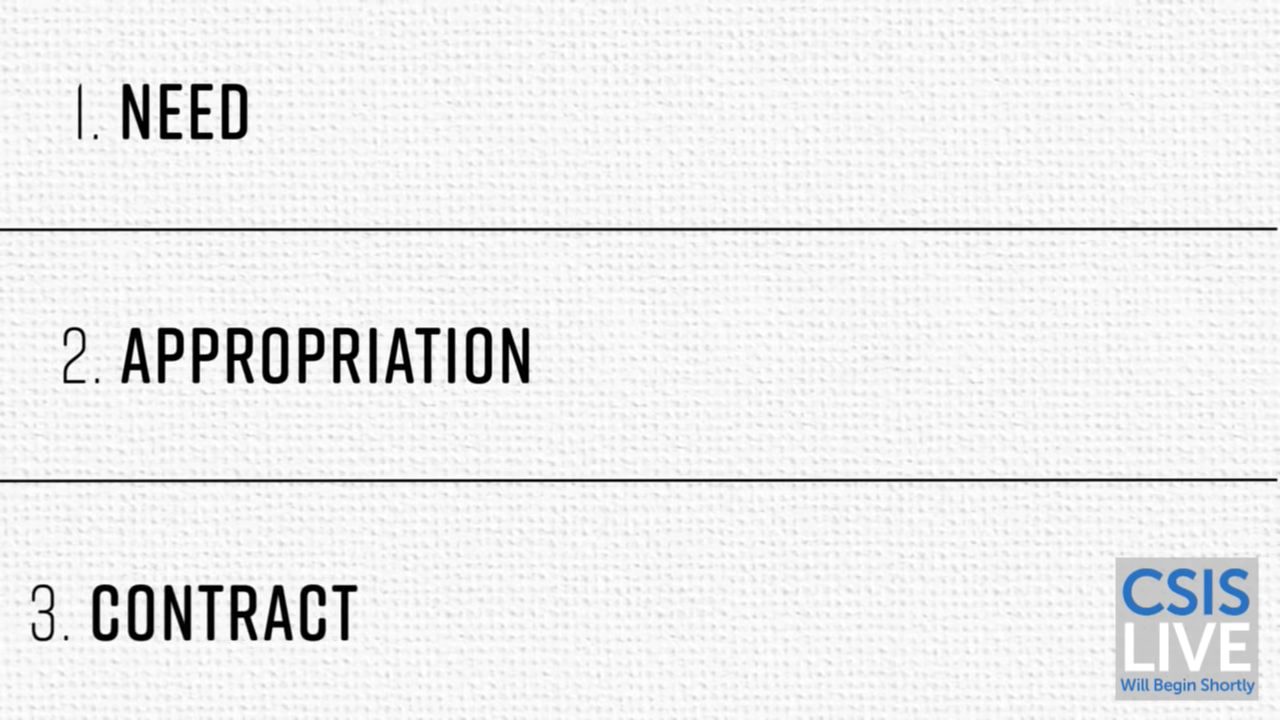 1. NEED
2. APPROPRIATION
3. CONTRACT
CSIS
LIVE
Will Begin Shortly